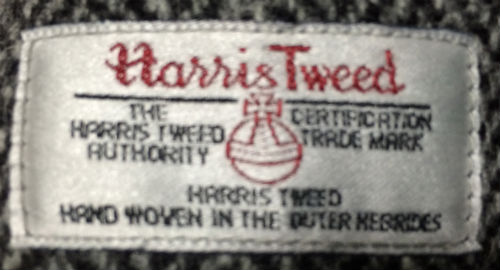 Harris Tweed
THE
HARRIS TWEED
AUTHORITY
CERTIFICATION
TRADE MARK
HARRIS TWEED
HAND WOVEN IN THE OUTER HEBRIDES